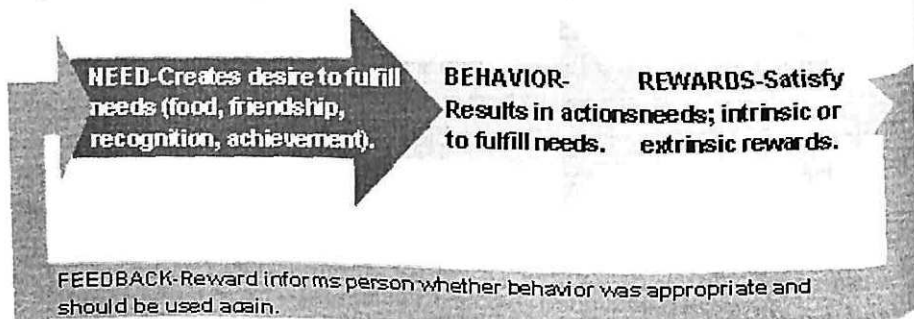 NEED-Creates desire to fulfill
needs (food, friendship,
recognition, achievement).
BEHAVIOR-
Results in actions
to fulfill needs.
REWARDS-Satisfy
needs; intrinsic or
extrinsic rewards.
FEEDBACK-Reward informs person whether behavior was appropriate and
should be used again.